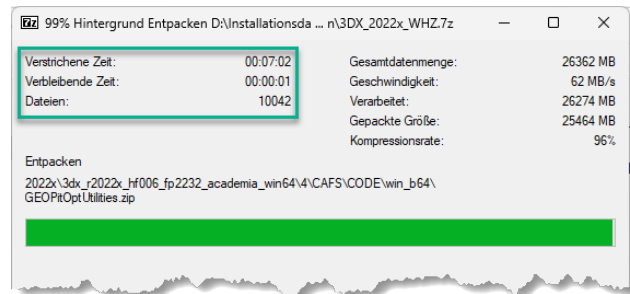 7z 99% Hintergrund Entpacken D:\Installationsda ... n\3DX_2022x_WHZ.7z
Verstrichene Zeit: 00:07:02 Gesamtdatenmenge: 26362 MB
Verbleibende Zeit: 00:00:01 Geschwindigkeit: 62 MB/s
Dateien: 10042 Verarbeitet: 26274 MB
Gepackte Größe: 25464 MB
Kompressionsrate: 96%
Entpacken
2022x\3dx_r2022x_hf006_fp2232_academia_win64\4\CAFS\CODE\win_b64\
GEOPitOptUtilities.zip